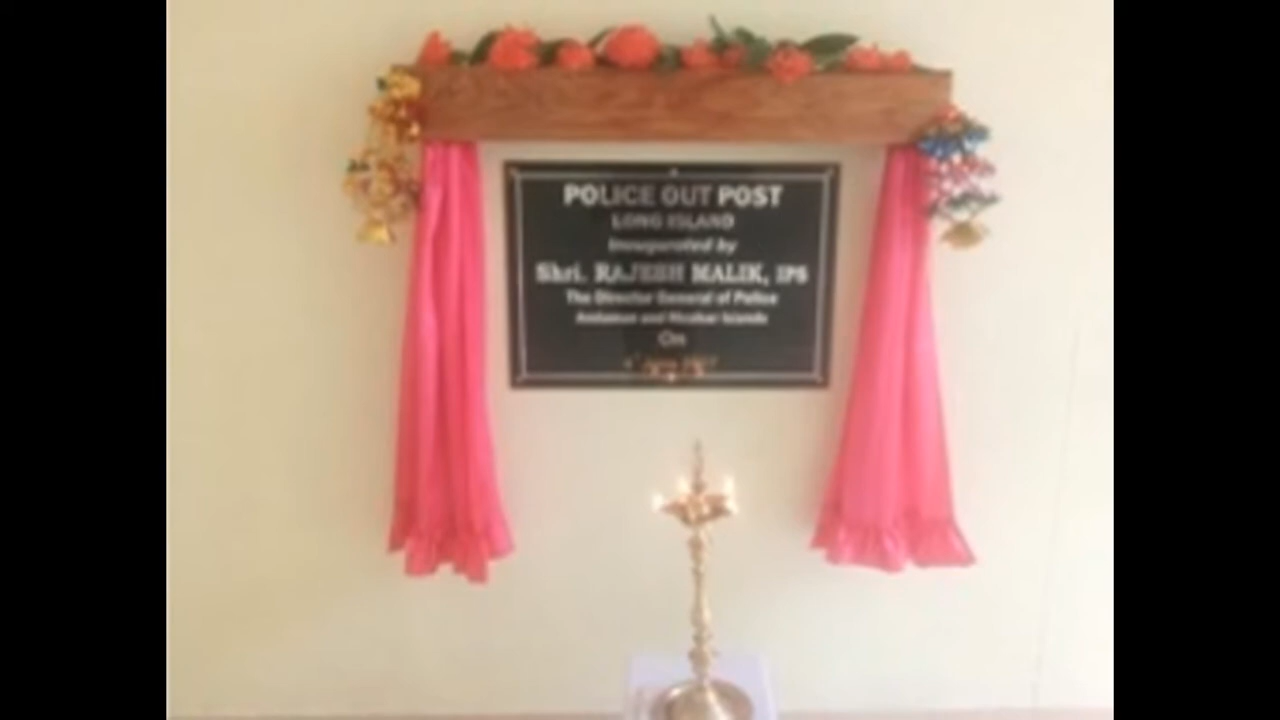 POLICE OUT POST
LONG ISLAND
Inaugurated by
Shri. RAJESH MALIK, IPS
The Director General of Police
Andaman and Nicobar Islands
On